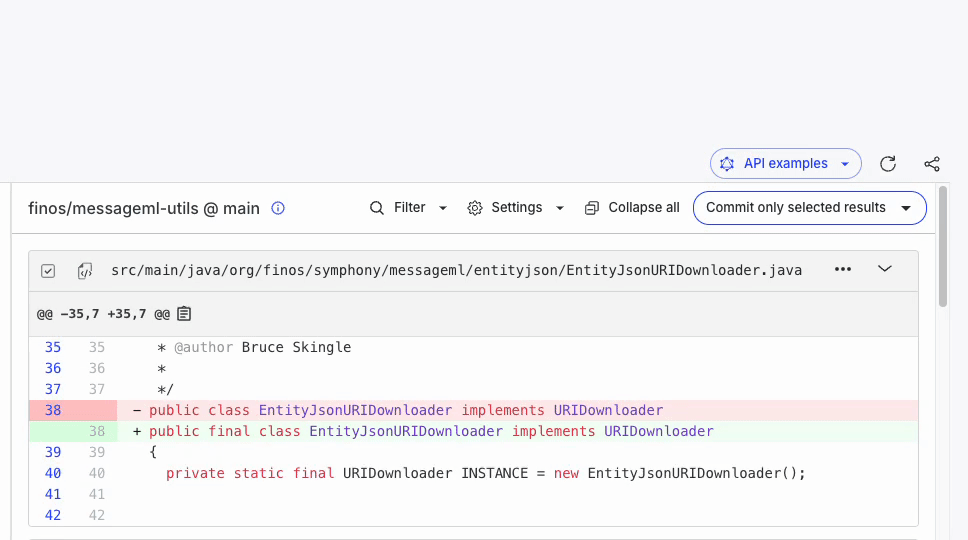 API examples
finos/messageml-utils @ main
Filter
Settings
Collapse all
Commit only selected results
src/main/java/org/finos/symphony/messageml/entityjson/EntityJsonURIDownloader.java
@@ -35,7 +35,7 @@
35 35 * @author Bruce Skingle
36 36 *
37 37 */
38 - public class EntityJsonURIDownloader implements URIDownloader
38 + public final class EntityJsonURIDownloader implements URIDownloader
39 39 {
40 40 private static final URIDownloader INSTANCE = new EntityJsonURIDownloader();
41 41
42 42